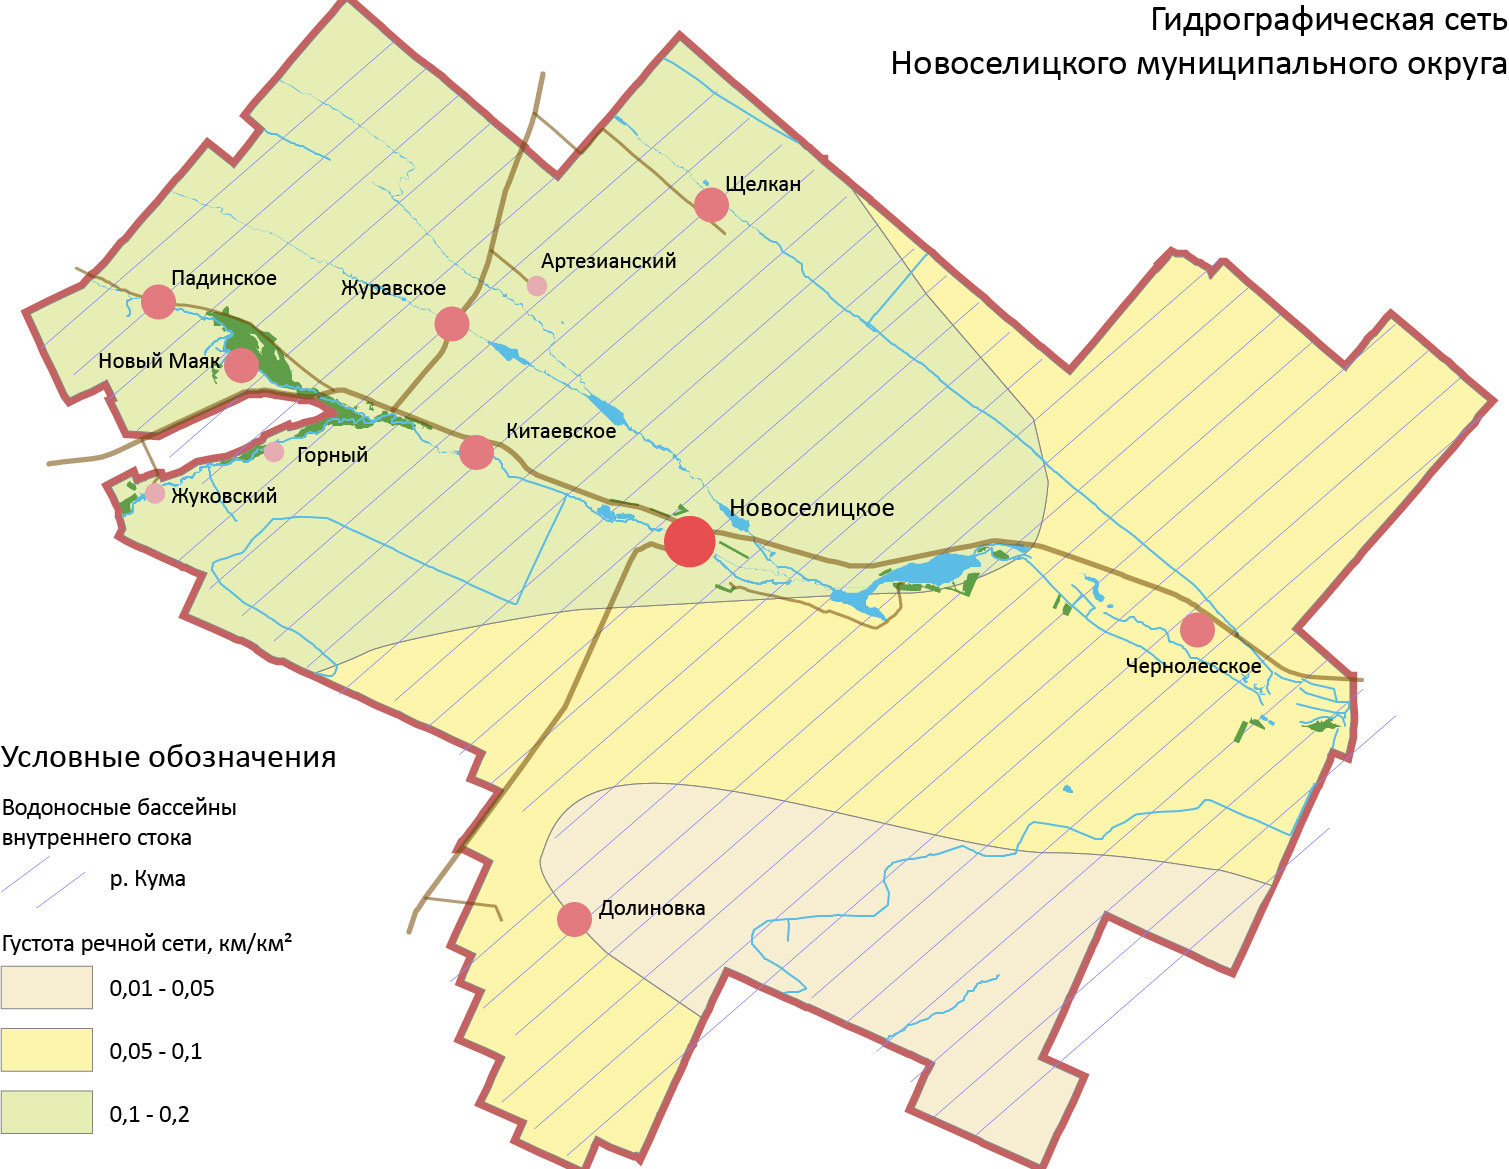 Гидрографическая сеть
Новоселицкого муниципального округа
Щелкан
Артезианский
Падинское
Журавское
Новый Маяк
Китаевское
Горный
Жуковский
Новоселицкое
Чернолесское
Долиновка
Условные обозначения
Водоносные бассейны
внутреннего стока
р. Кума
Густота речной сети, км/км²
0,01 - 0,05
0,05 - 0,1
0,1 - 0,2